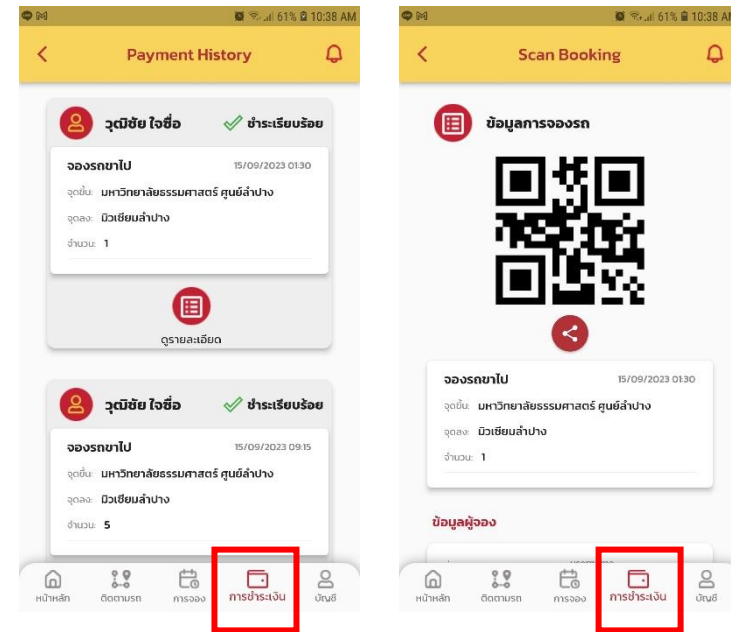 61% 10:38 AM
Payment History
วุฒิชัย ใจซื่อ
ชำระเรียบร้อย
จองรถขาไป
15/09/2023 01:30
จุดขึ้น: มหาวิทยาลัยธรรมศาสตร์ ศูนย์ลำปาง
จุดลง: มิวเซียมลำปาง
จำนวน: 1
ดูรายละเอียด
วุฒิชัย ใจซื่อ
ชำระเรียบร้อย
จองรถขาไป
15/09/2023 09:15
จุดขึ้น: มหาวิทยาลัยธรรมศาสตร์ ศูนย์ลำปาง
จุดลง: มิวเซียมลำปาง
จำนวน: 5
หน้าหลัก
ติดตามรถ
การจอง
การชำระเงิน
บัญชี
61% 10:38 AM
Scan Booking
ข้อมูลการจองรถ
จองรถขาไป
15/09/2023 01:30
จุดขึ้น: มหาวิทยาลัยธรรมศาสตร์ ศูนย์ลำปาง
จุดลง: มิวเซียมลำปาง
จำนวน: 1
ข้อมูลผู้จอง
หน้าหลัก
ติดตามรถ
การจอง
การชำระเงิน
บัญชี